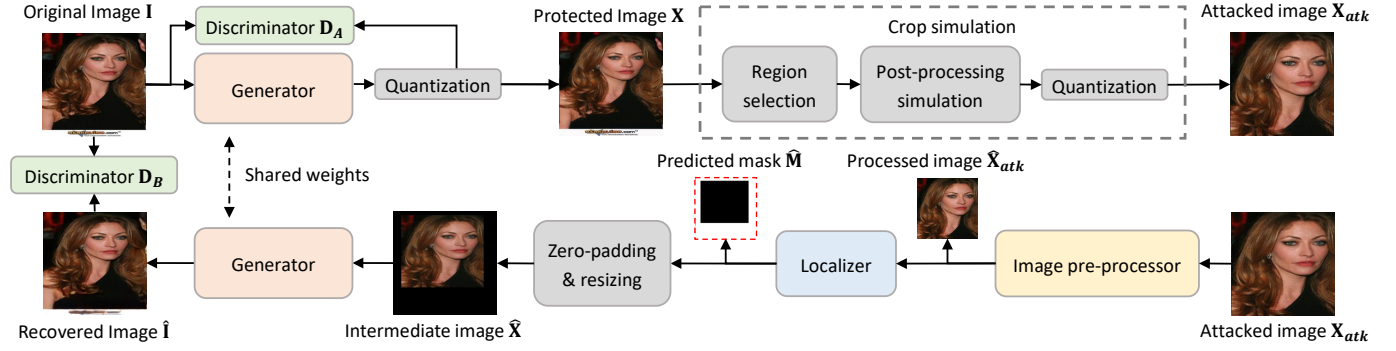 Original Image I
Discriminator D_A
Generator
Quantization
Protected Image X
Crop simulation
Region
selection
Post-processing
simulation
Quantization
Attacked image X_atk
Discriminator D_B
Shared weights
Predicted mask M̂
Processed image X̂_atk
Generator
Zero-padding
& resizing
Localizer
Image pre-processor
Recovered Image Î
Intermediate image X̂
Attacked image X_atk